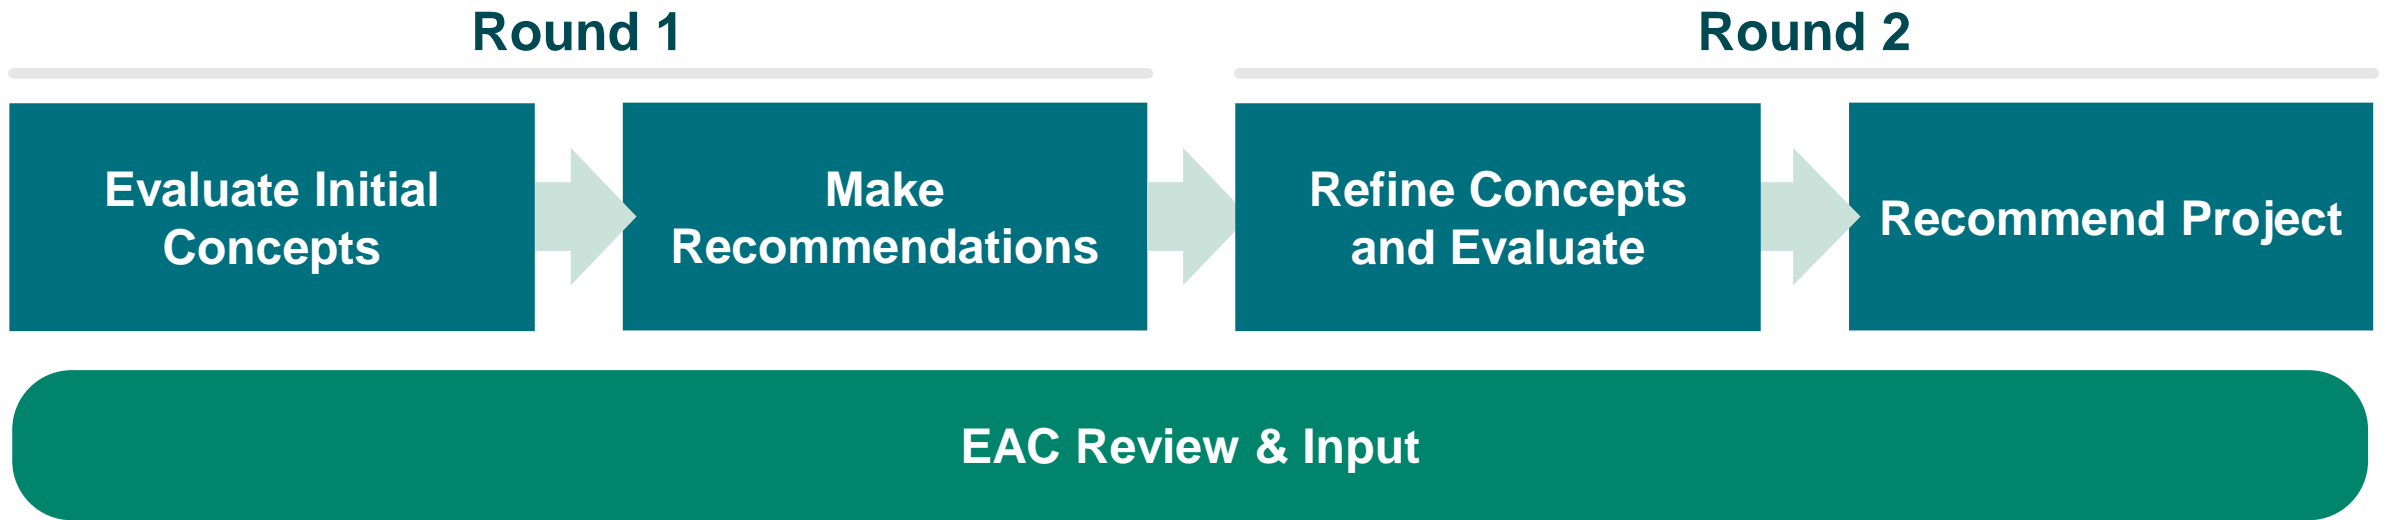 Round 1
Round 2
Evaluate Initial
Concepts
Make
Recommendations
Refine Concepts
and Evaluate
Recommend Project
EAC Review & Input